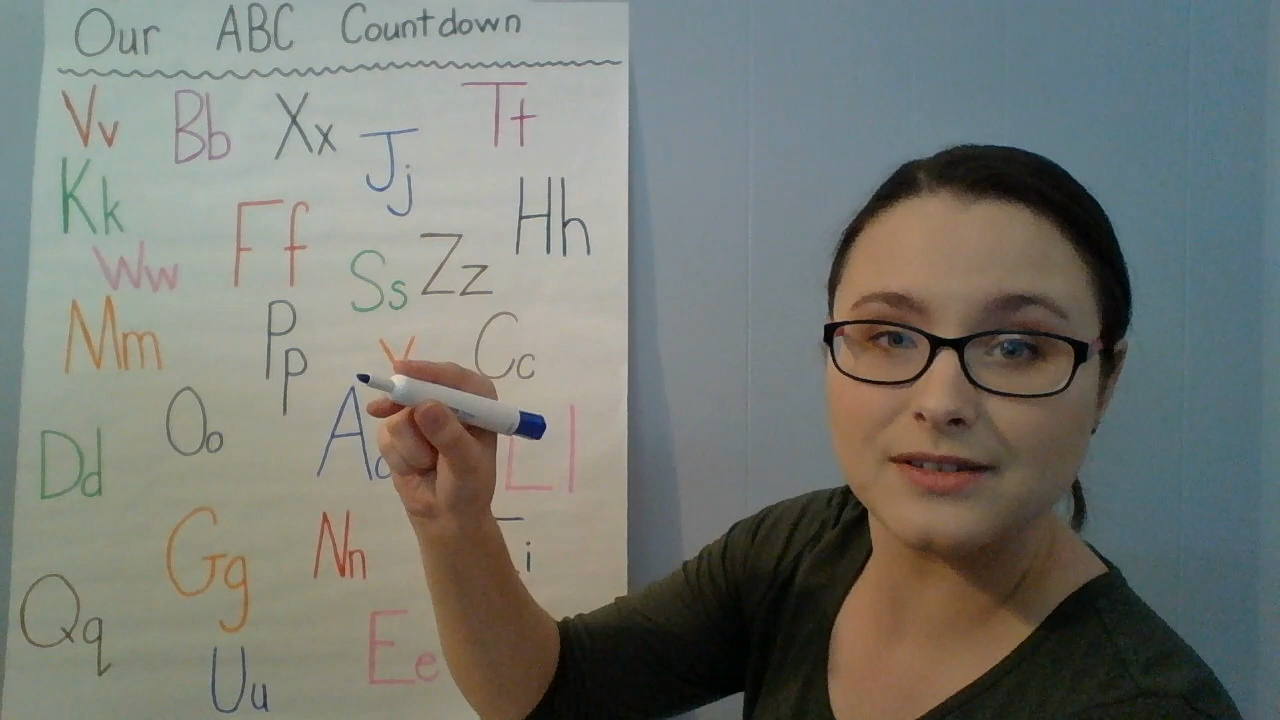 Our ABC Countdown
Vv Bb Xx Jj Tt
Kk Ff Hh
Ww Ss Zz
Mm Pp Cc
Oo A Ll
Dd
Gg Nn i
Qq Ee
Uu